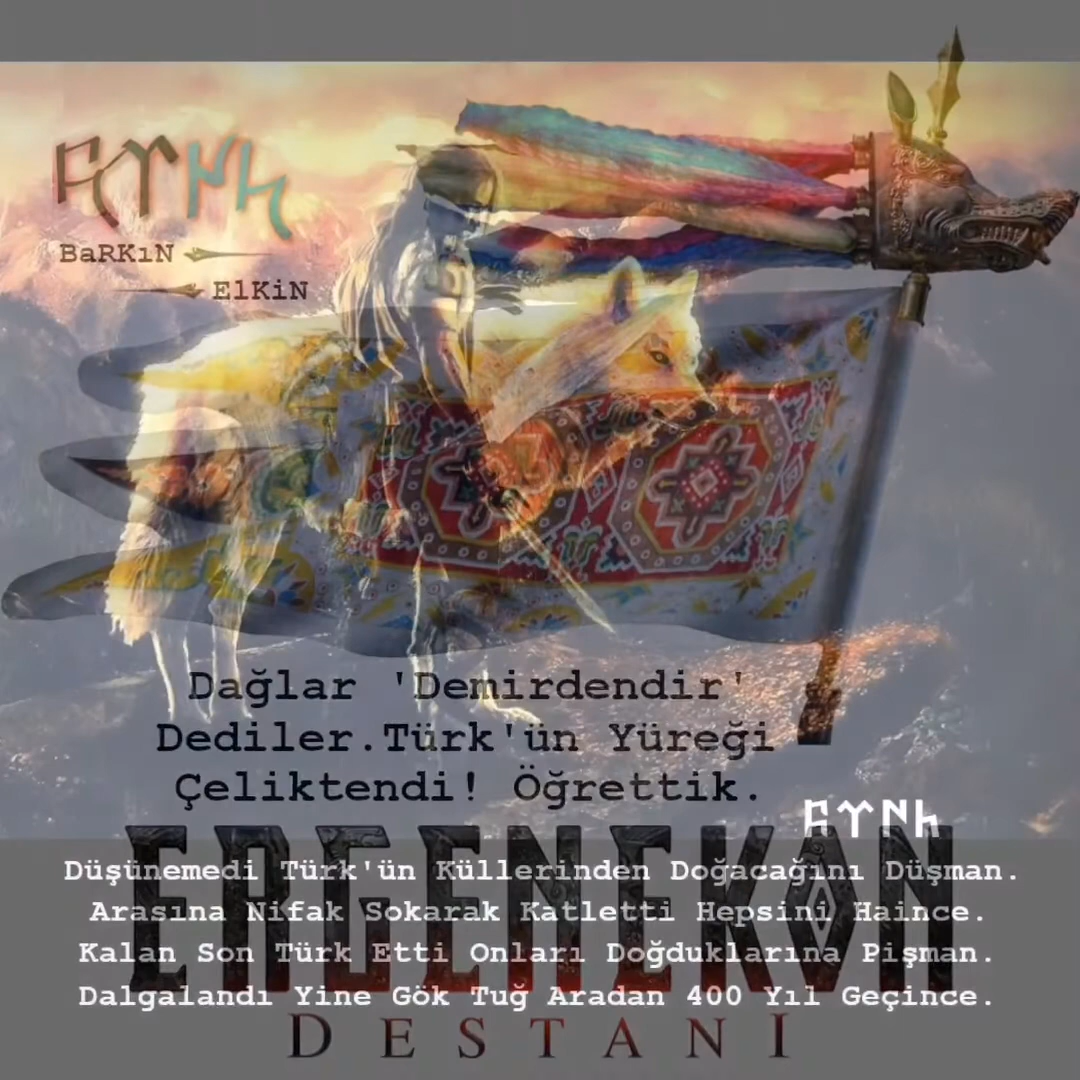 𐱅𐰇𐰼𐰚
BaRKıN
ElKiN
Dağlar 'Demirdendir'
Dediler.Türk'ün Yüreği
Çeliktendi! Öğrettik.
𐱅𐰇𐰼𐰚
ERGENEKON
Düşünemedi Türk'ün Küllerinden Doğacağını Düşman.
Arasına Nifak Sokarak Katletti Hepsini Haince.
Kalan Son Türk Etti Onları Doğduklarına Pişman.
Dalgalandı Yine Gök Tuğ Aradan 400 Yıl Geçince.
DESTANI